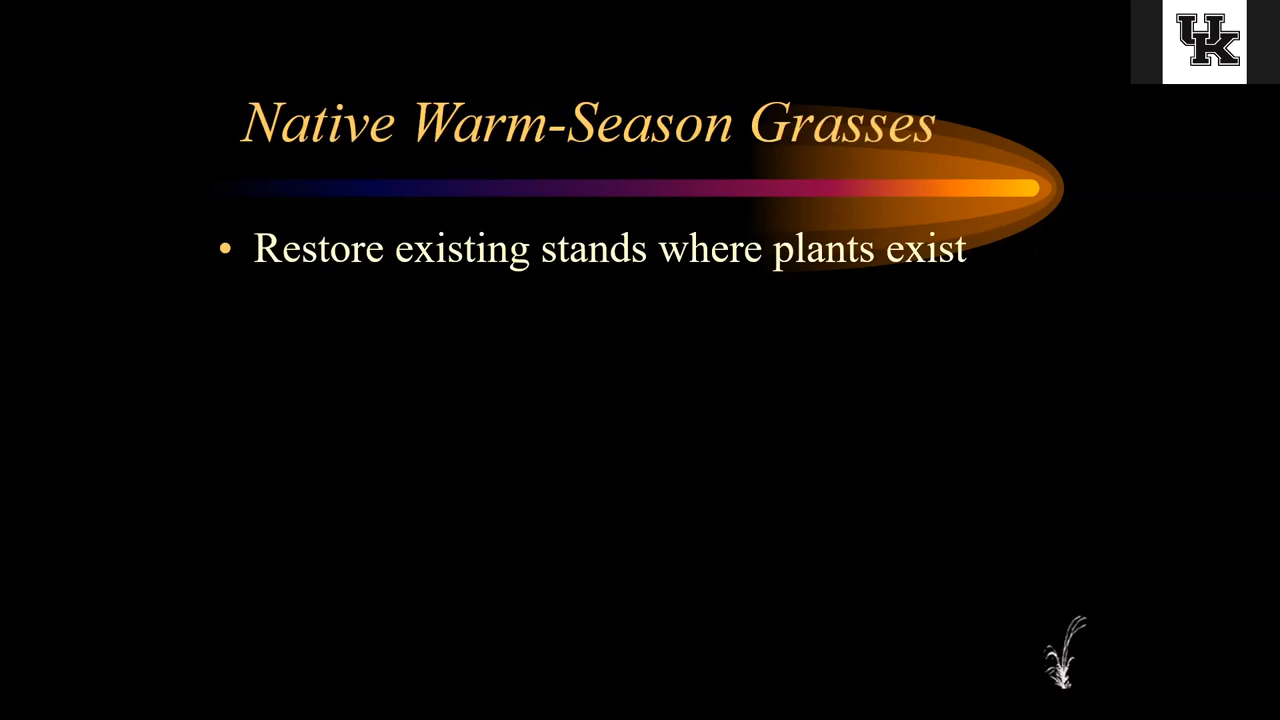 UK
Native Warm-Season Grasses
• Restore existing stands where plants exist